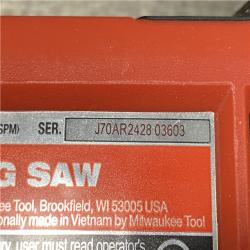 SPM) SER. J70AR2428 03603
G SAW
ee Tool, Brookfield, WI 53005 USA
onally made in Vietnam by Milwaukee Tool
ry, user must read operator's